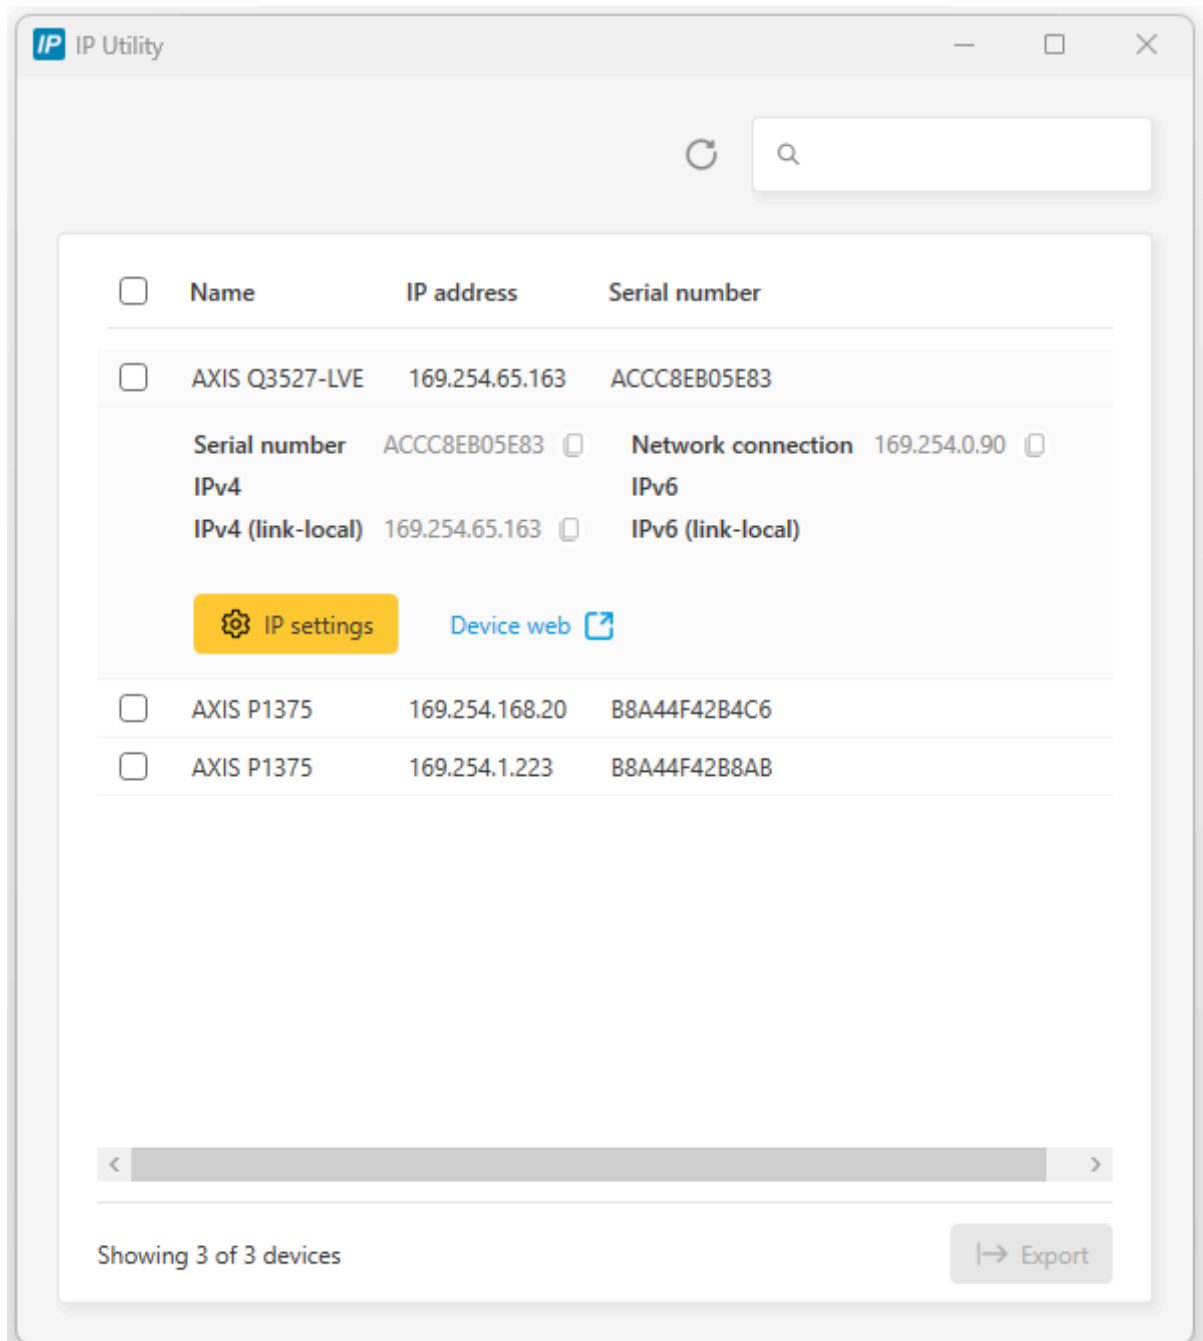 IP IP Utility
Name IP address Serial number
AXIS Q3527-LVE 169.254.65.163 ACCC8EB05E83
Serial number ACCC8EB05E83 Network connection 169.254.0.90
IPv4 IPv6
IPv4 (link-local) 169.254.65.163 IPv6 (link-local)
IP settings Device web
AXIS P1375 169.254.168.20 B8A44F42B4C6
AXIS P1375 169.254.1.223 B8A44F42B8AB
Showing 3 of 3 devices Export